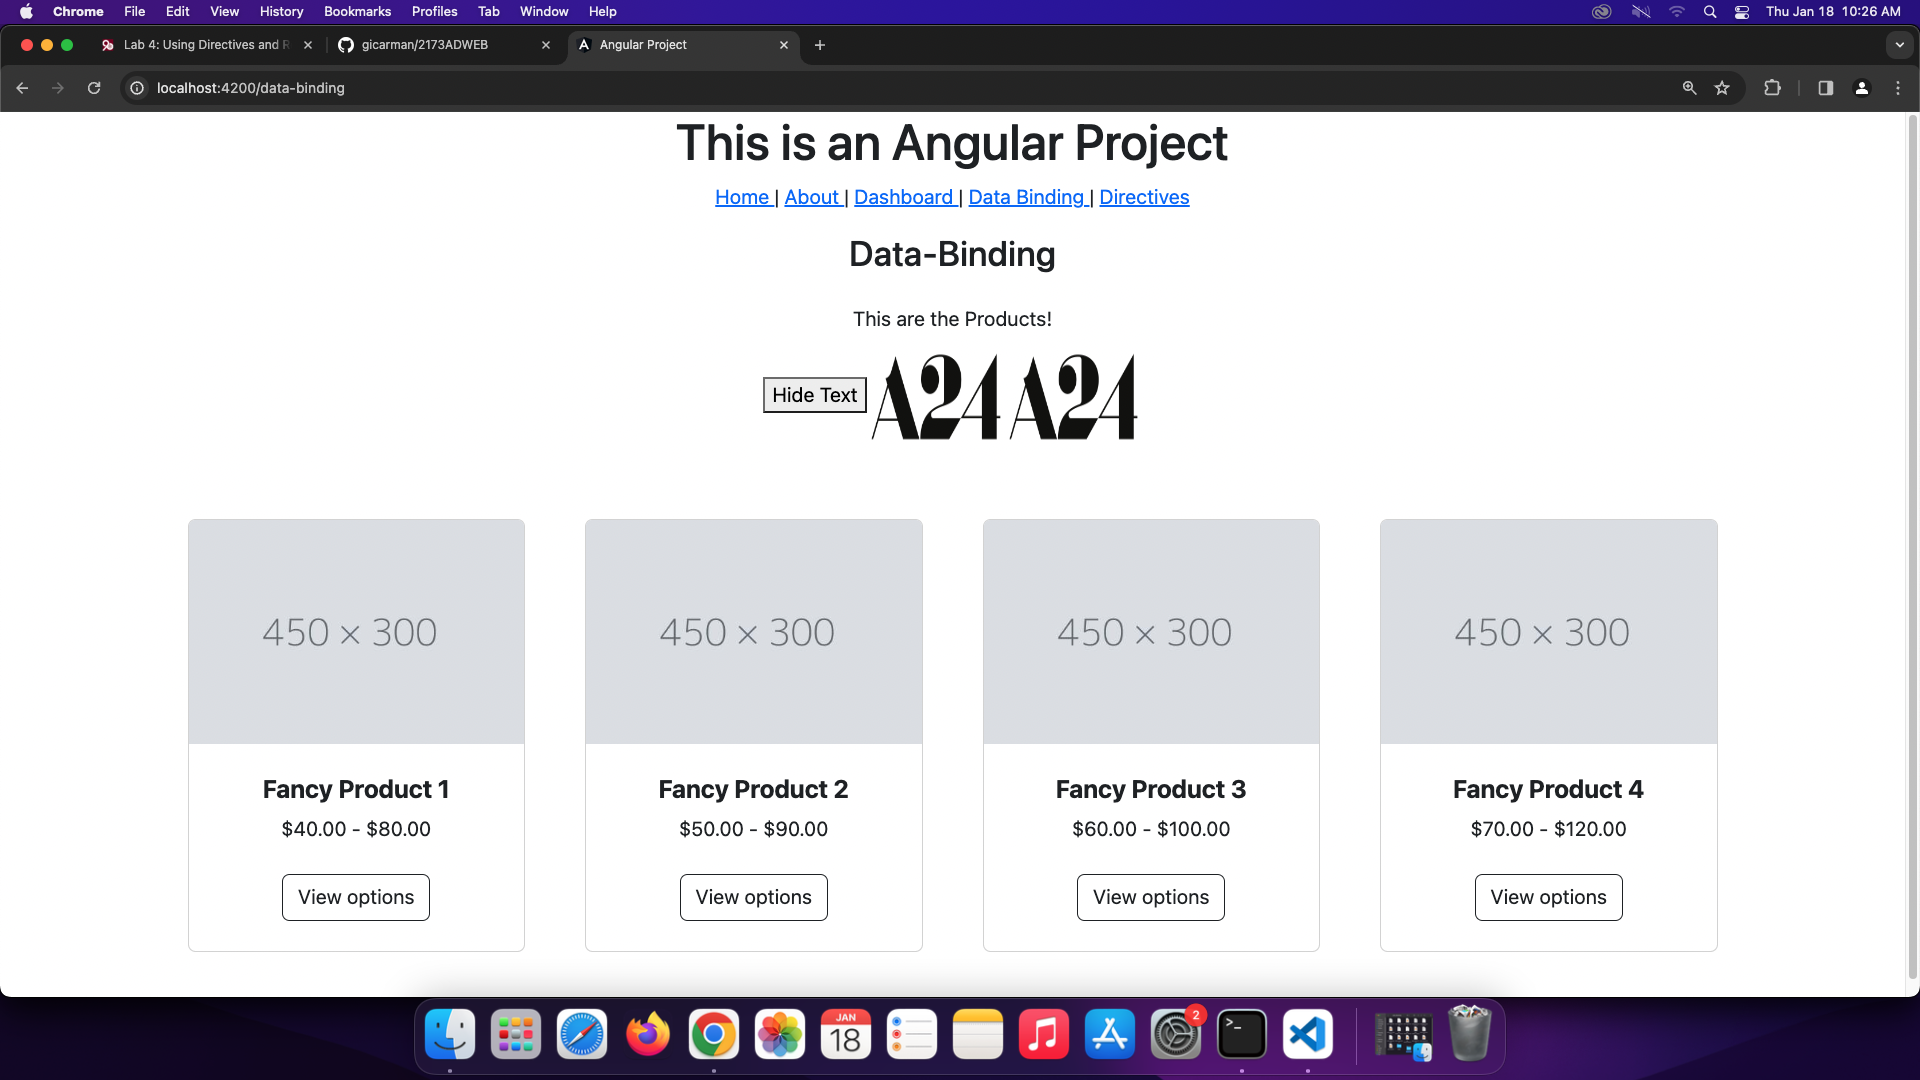 Chrome File Edit View History Bookmarks Profiles Tab Window Help Thu Jan 18 10:26 AM
Lab 4: Using Directives and R gicarman/2173ADWEB Angular Project
localhost:4200/data-binding
This is an Angular Project
Home | About | Dashboard | Data Binding | Directives
Data-Binding
This are the Products!
Hide Text A24 A24
450 × 300 450 × 300 450 × 300 450 × 300
Fancy Product 1 Fancy Product 2 Fancy Product 3 Fancy Product 4
$40.00 - $80.00 $50.00 - $90.00 $60.00 - $100.00 $70.00 - $120.00
View options View options View options View options
JAN 2
18